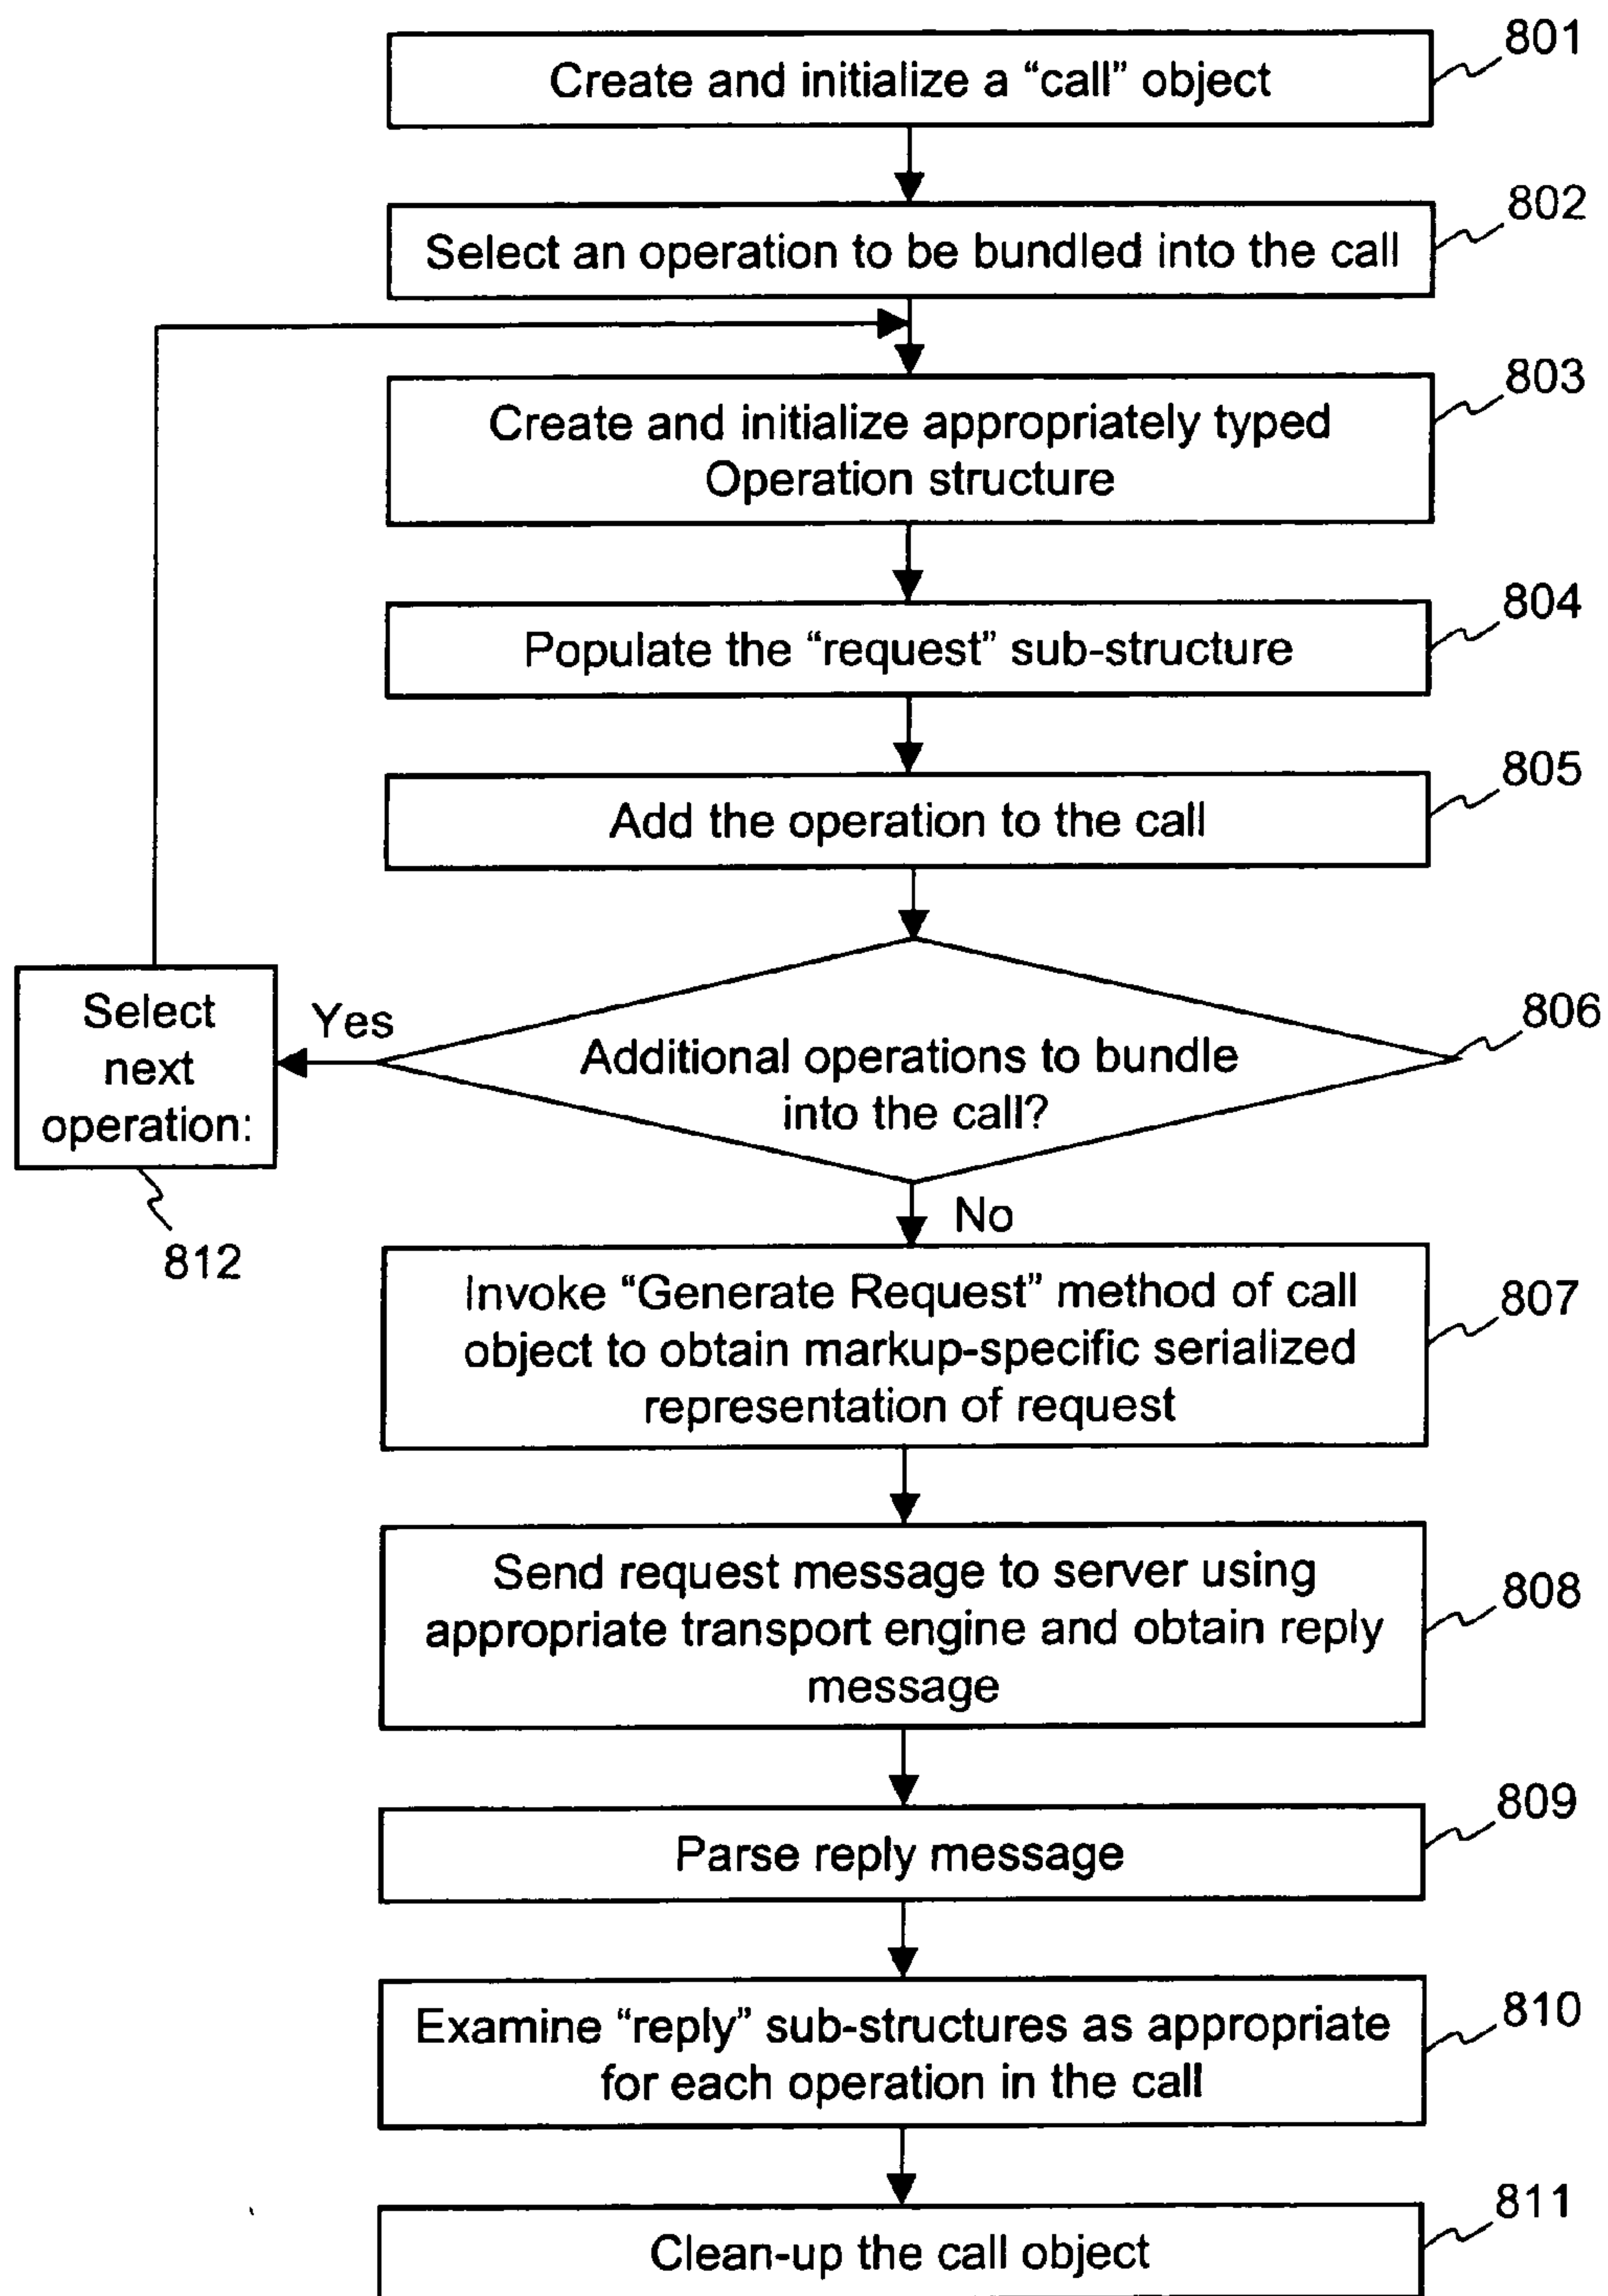 801
Create and initialize a “call” object
802
Select an operation to be bundled into the call
803
Create and initialize appropriately typed
Operation structure
804
Populate the “request” sub-structure
805
Add the operation to the call
806
Additional operations to bundle
into the call?
Yes
Select
next
operation:
812
No
807
Invoke “Generate Request” method of call
object to obtain markup-specific serialized
representation of request
808
Send request message to server using
appropriate transport engine and obtain reply
message
809
Parse reply message
810
Examine “reply” sub-structures as appropriate
for each operation in the call
811
Clean-up the call object